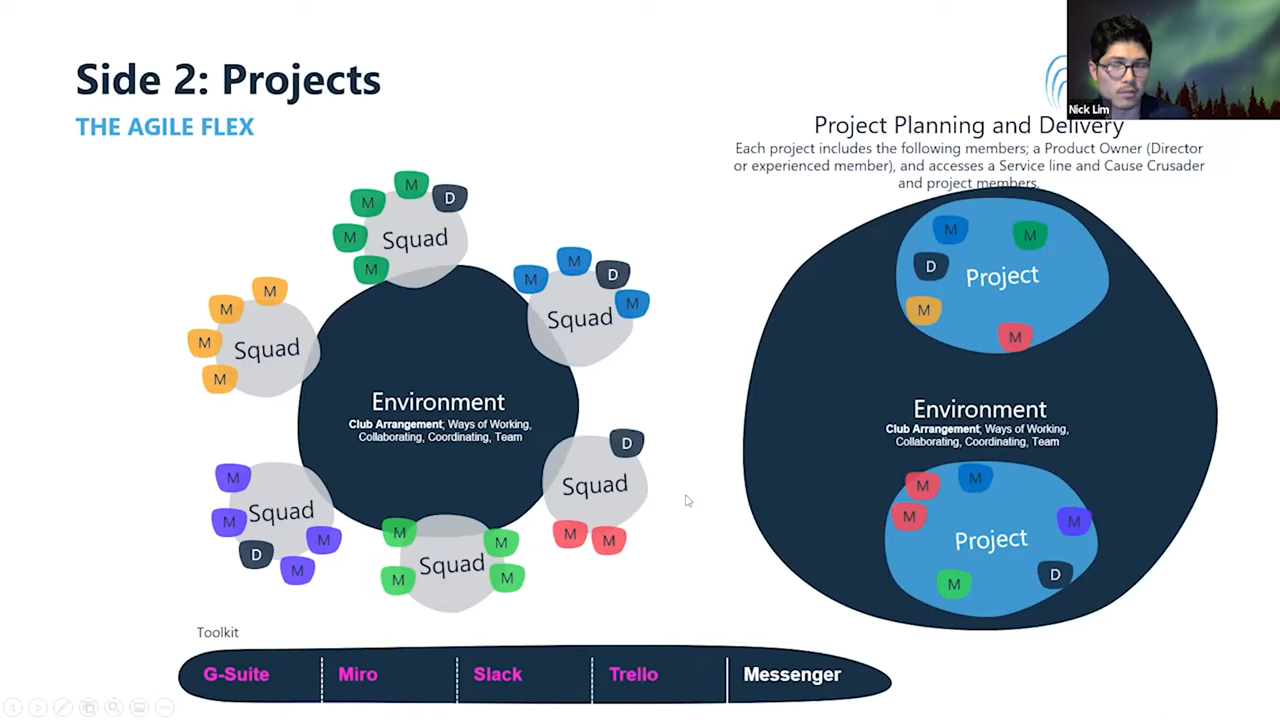 Side 2: Projects
THE AGILE FLEX
Nick Lim
Project Planning and Delivery
Each project includes the following members; a Product Owner (Director
or experienced member), and accesses a Service line and Cause Crusader
and project members.
M
M
D
M
Squad
M
M
M
D
M
Squad
M
M
M
M
Squad
Environment
Club Arrangement; Ways of Working,
Collaborating, Coordinating, Team
D
Squad
M
M
M
M
Squad
M
D
M
M
M
Squad
M
M
M
M
D
Project
M
M
Environment
Club Arrangement; Ways of Working,
Collaborating, Coordinating, Team
M
M
M
M
Project
D
M
Toolkit
G-Suite
Miro
Slack
Trello
Messenger